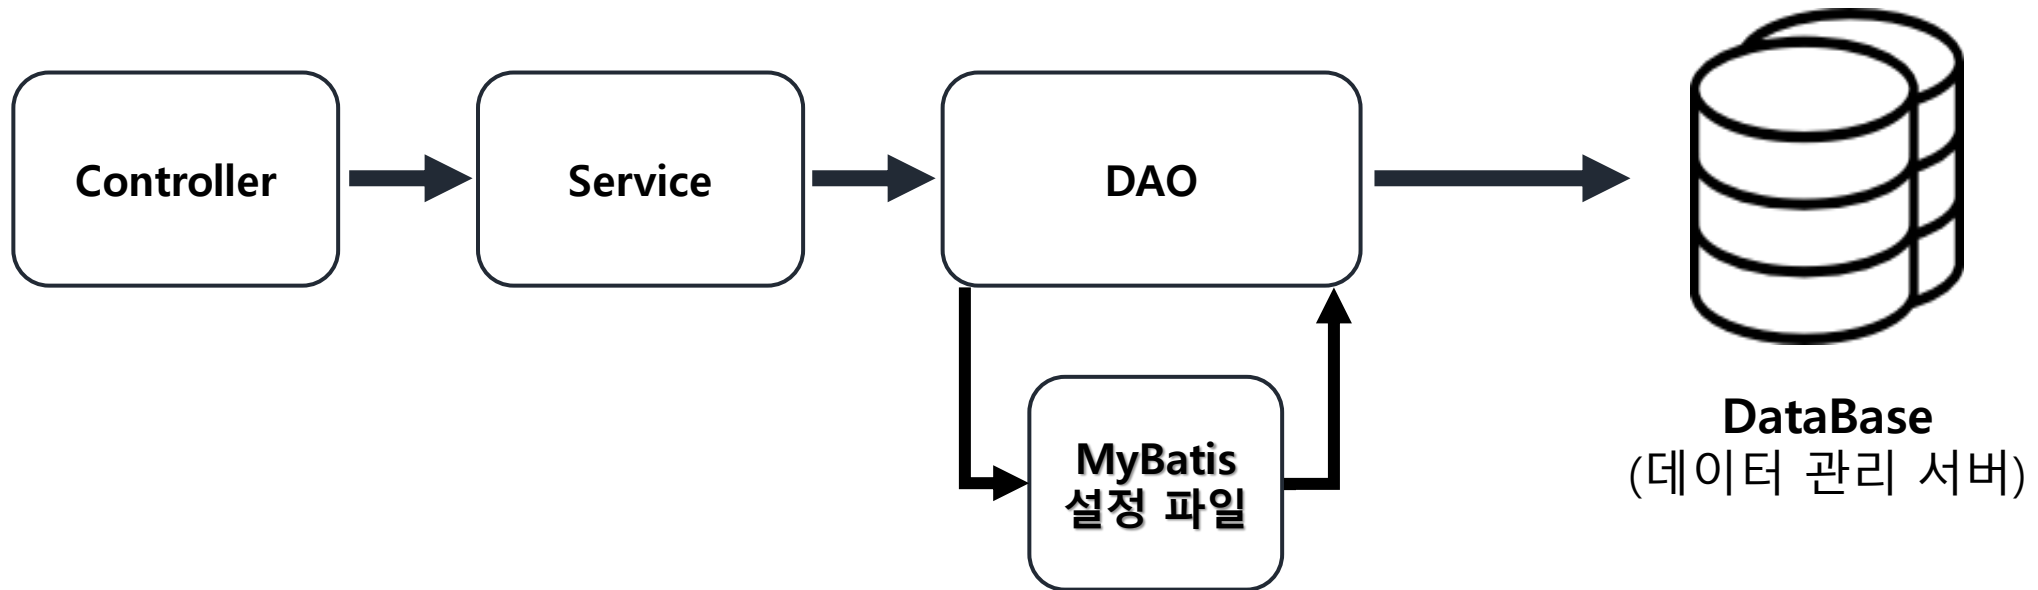 Controller
Service
DAO
MyBatis
설정 파일
DataBase
(데이터 관리 서버)